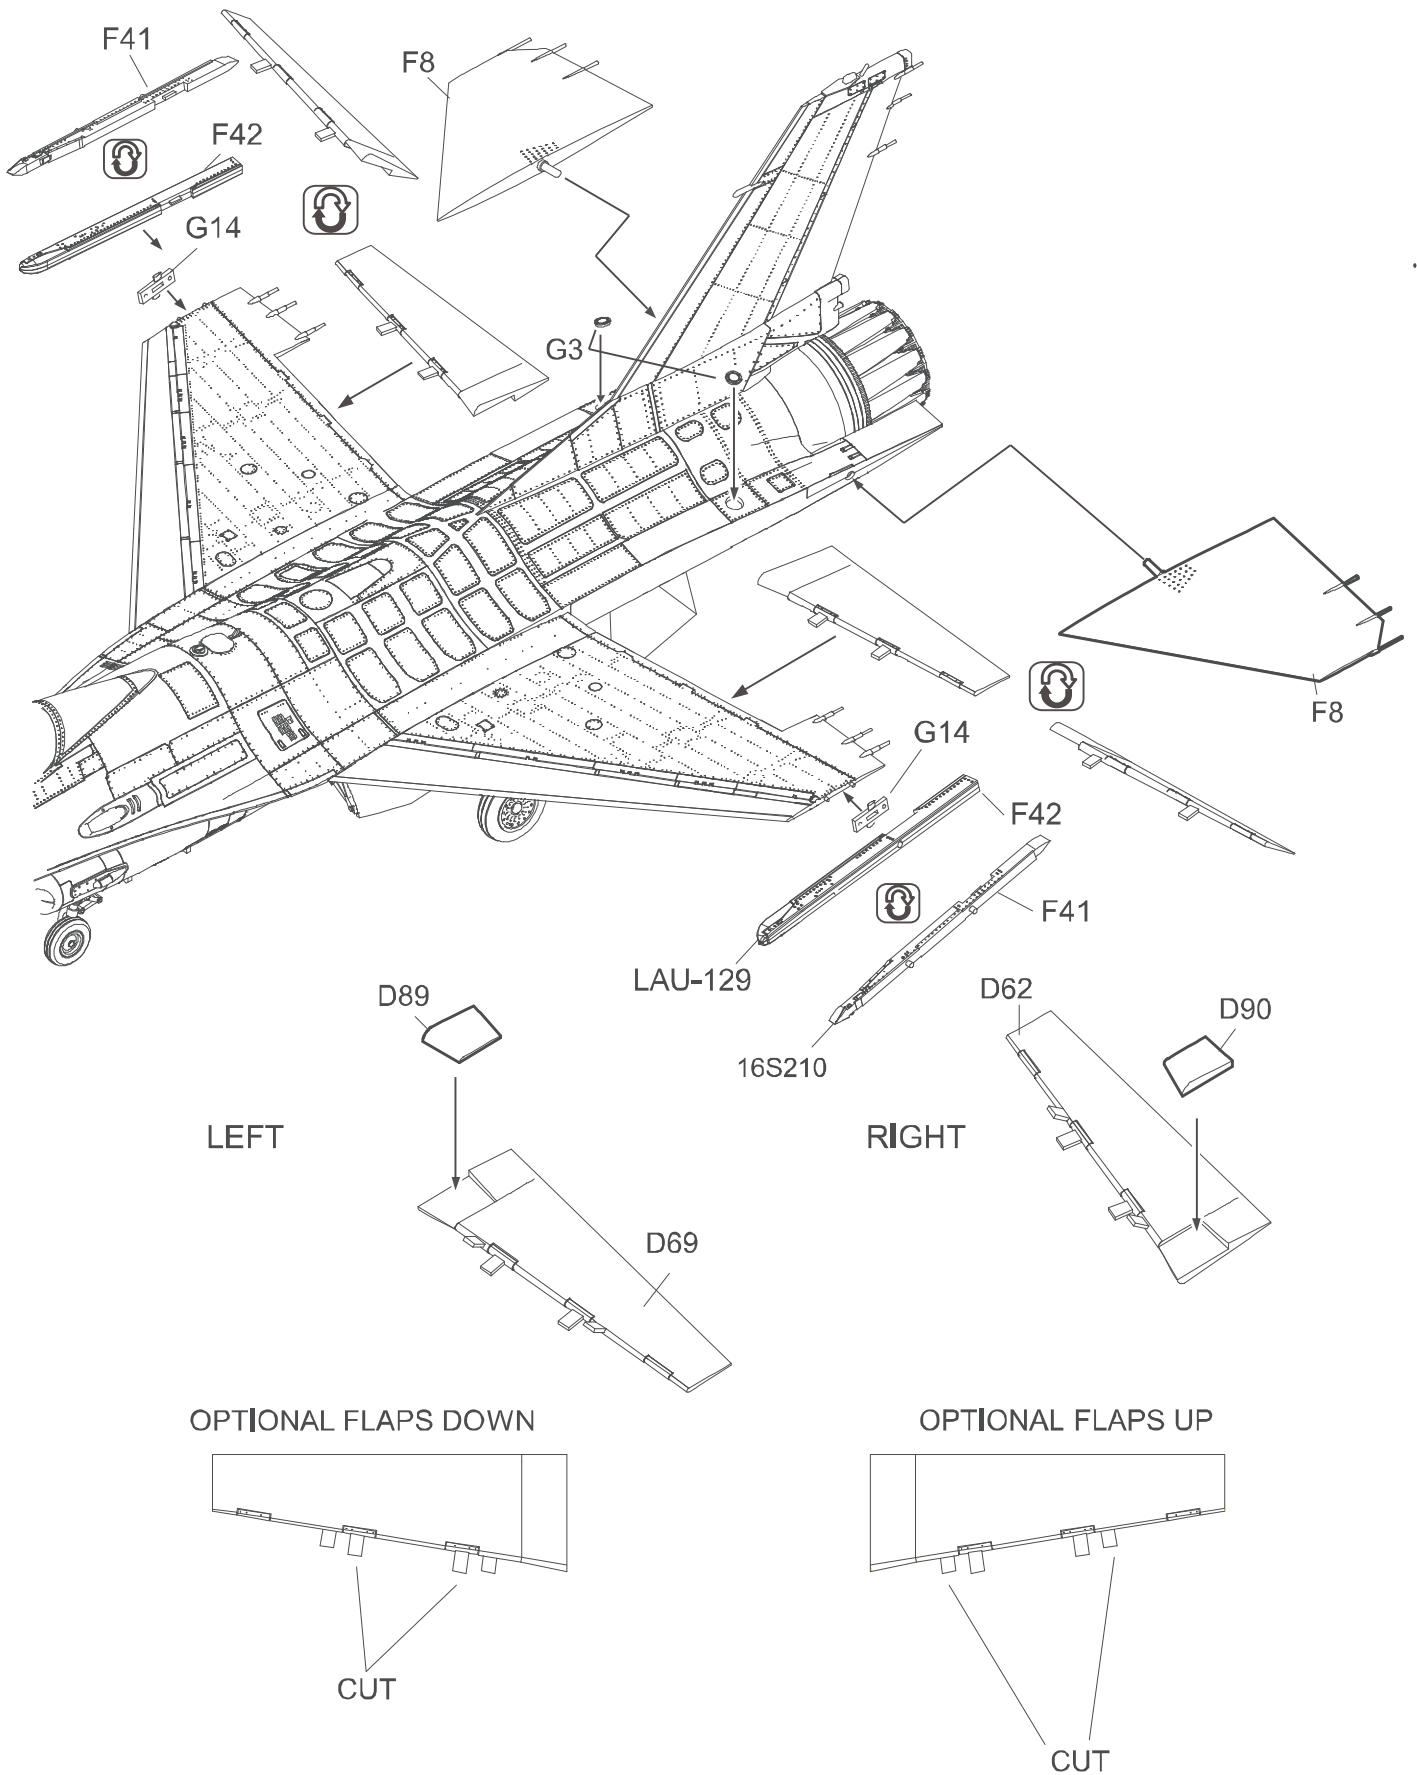 F41
F8
F42
G14
G3
F8
G14
F42
F41
LAU-129
D89
D62
D90
16S210
LEFT
RIGHT
D69
OPTIONAL FLAPS DOWN
OPTIONAL FLAPS UP
CUT
CUT